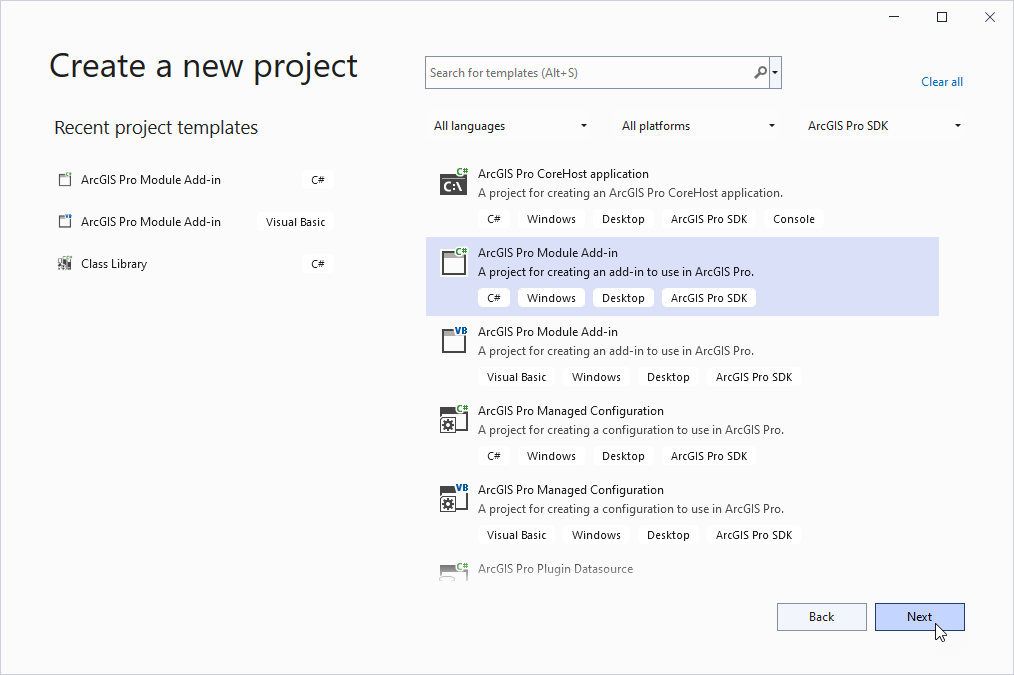 Create a new project
Search for templates (Alt+S)
Clear all
Recent project templates
All languages
All platforms
ArcGIS Pro SDK
ArcGIS Pro Module Add-in
C#
ArcGIS Pro Module Add-in
Visual Basic
Class Library
C#
C#
C:\
ArcGIS Pro CoreHost application
A project for creating an ArcGIS Pro CoreHost application.
C# Windows Desktop ArcGIS Pro SDK Console
C#
ArcGIS Pro Module Add-in
A project for creating an add-in to use in ArcGIS Pro.
C# Windows Desktop ArcGIS Pro SDK
VB
ArcGIS Pro Module Add-in
A project for creating an add-in to use in ArcGIS Pro.
Visual Basic Windows Desktop ArcGIS Pro SDK
C#
ArcGIS Pro Managed Configuration
A project for creating a configuration to use in ArcGIS Pro.
C# Windows Desktop ArcGIS Pro SDK
VB
ArcGIS Pro Managed Configuration
A project for creating a configuration to use in ArcGIS Pro.
Visual Basic Windows Desktop ArcGIS Pro SDK
C#
ArcGIS Pro Plugin Datasource
Back
Next